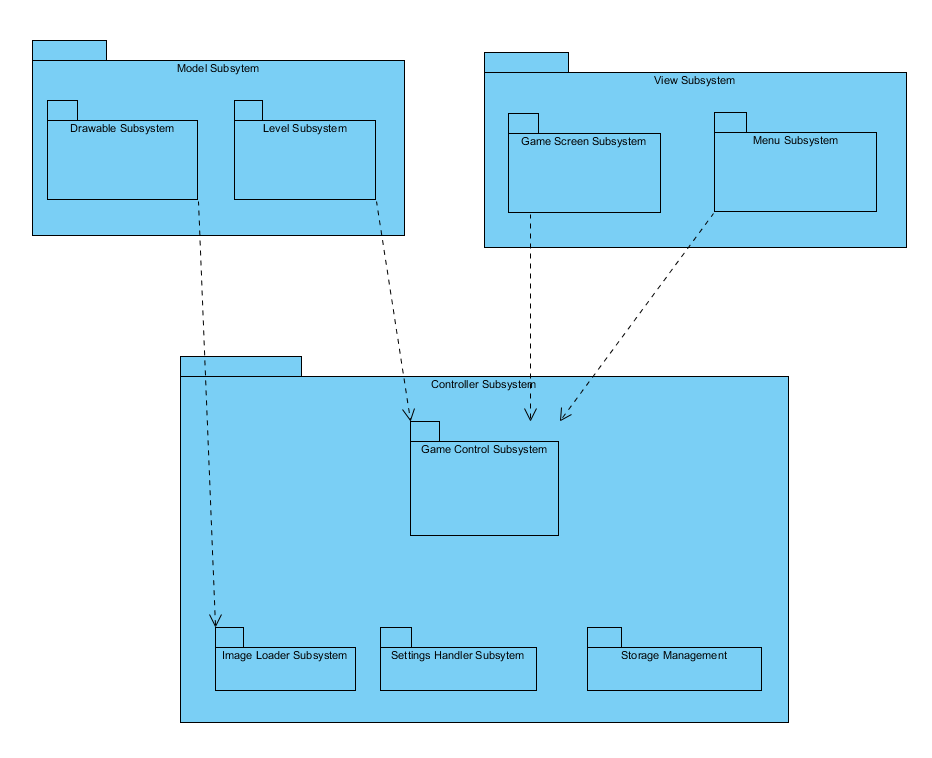 Model Subsytem
View Subsystem
Drawable Subsystem
Level Subsystem
Game Screen Subsystem
Menu Subsystem
Controller Subsystem
Game Control Subsystem
Image Loader Subsystem
Settings Handler Subsytem
Storage Management